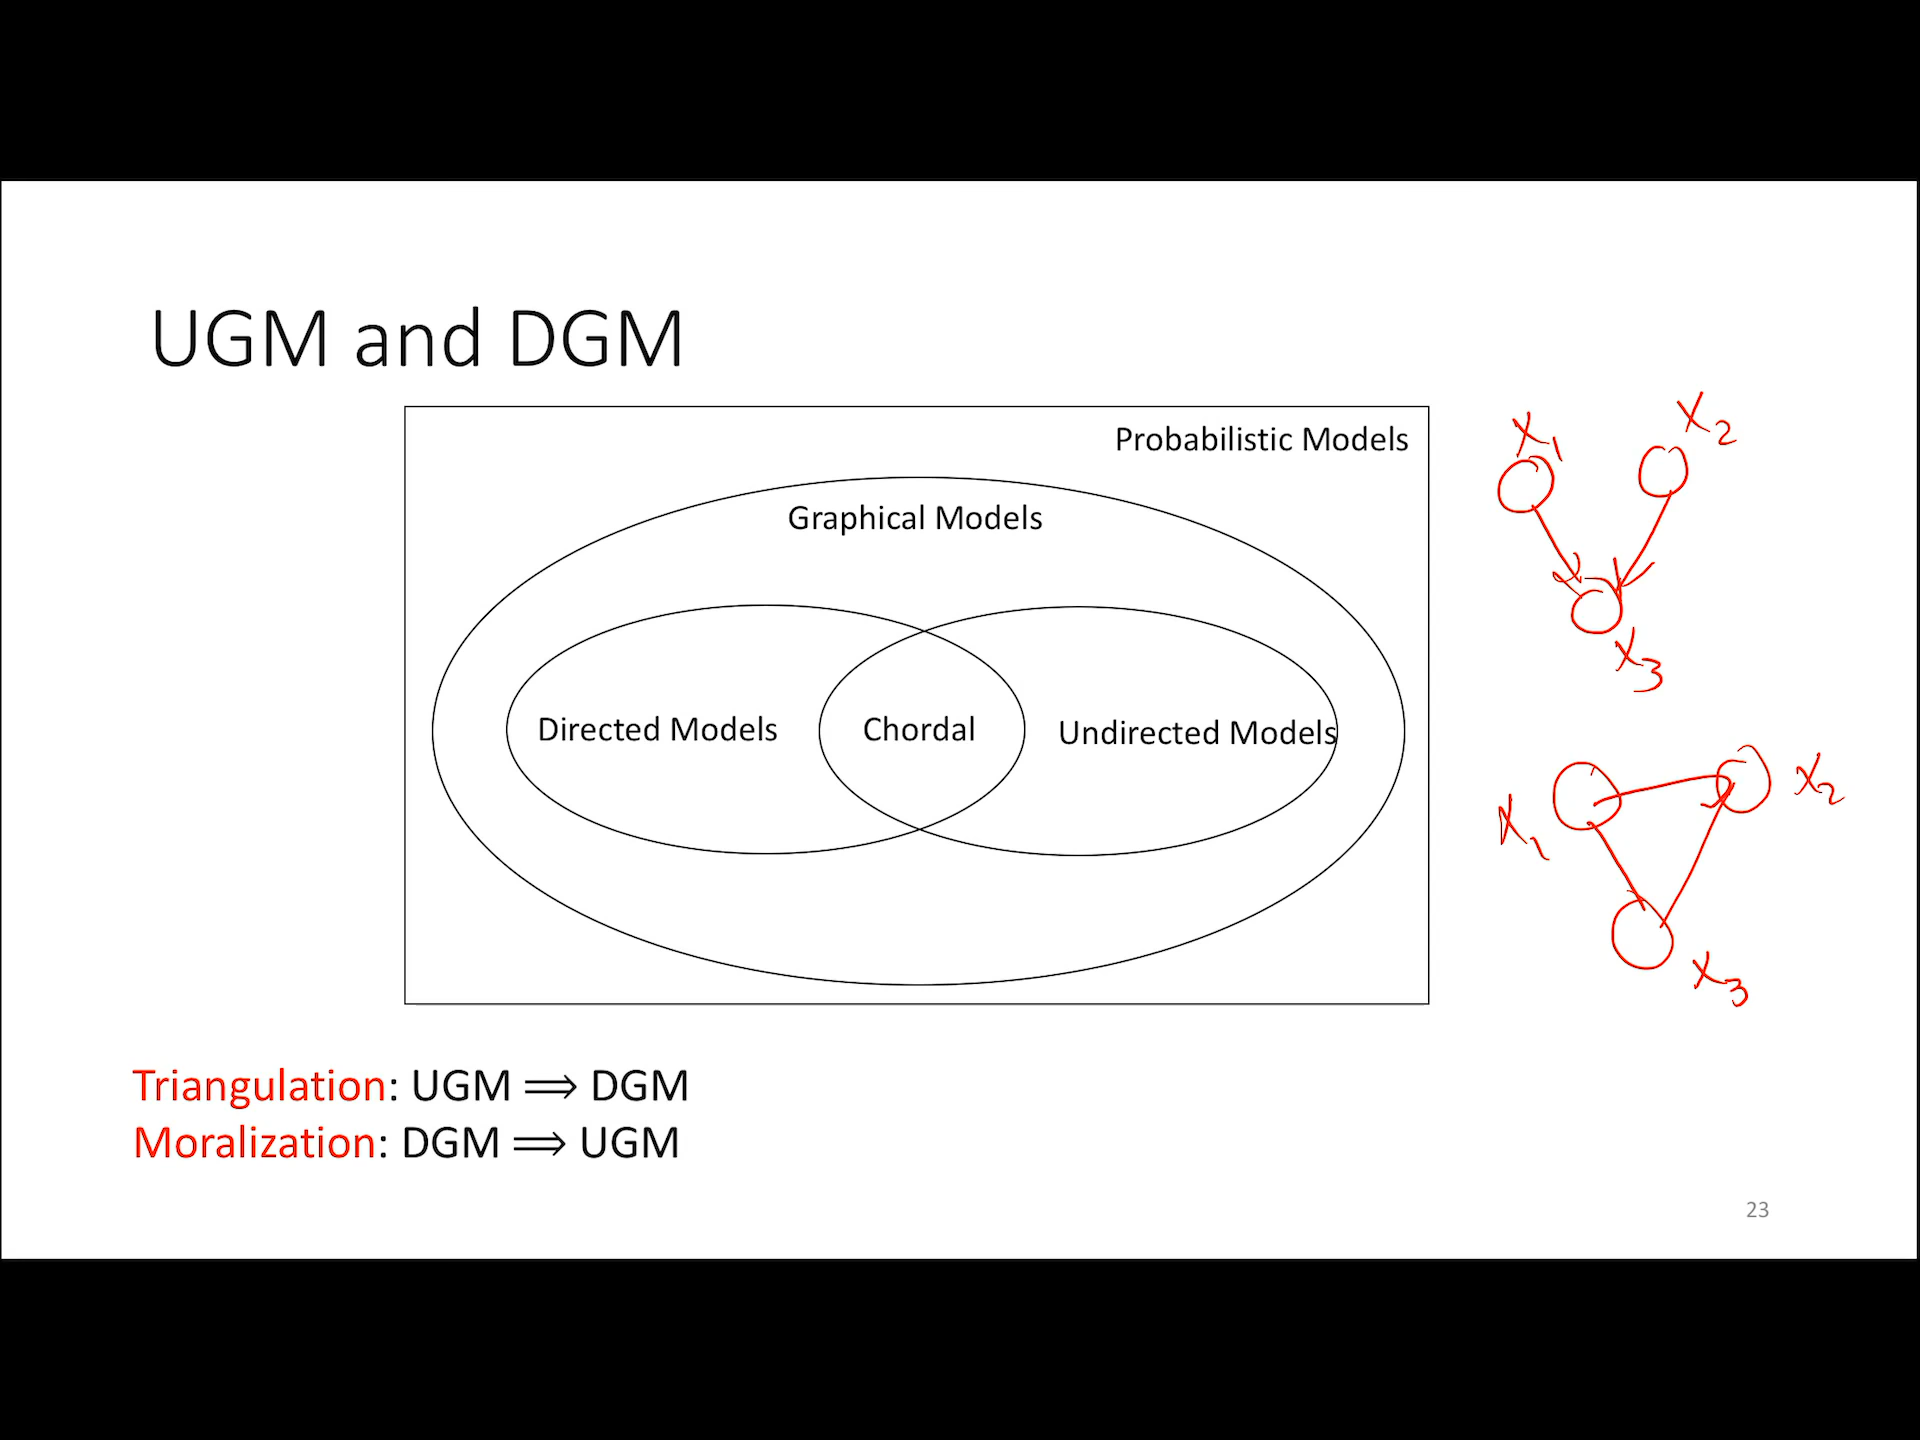 UGM and DGM
Probabilistic Models
Graphical Models
Directed Models
Chordal
Undirected Models
x1
x2
x3
x1
x2
x3
Triangulation: UGM ⟹ DGM
Moralization: DGM ⟹ UGM
23